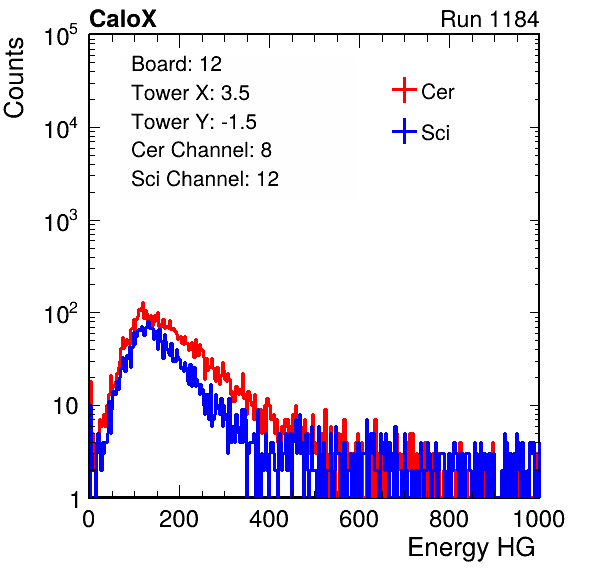 CaloX Run 1184
Counts
Board: 12
Tower X: 3.5
Tower Y: -1.5
Cer Channel: 8
Sci Channel: 12
Cer
Sci
10^5
10^4
10^3
10^2
10
1
0 200 400 600 800 1000
Energy HG